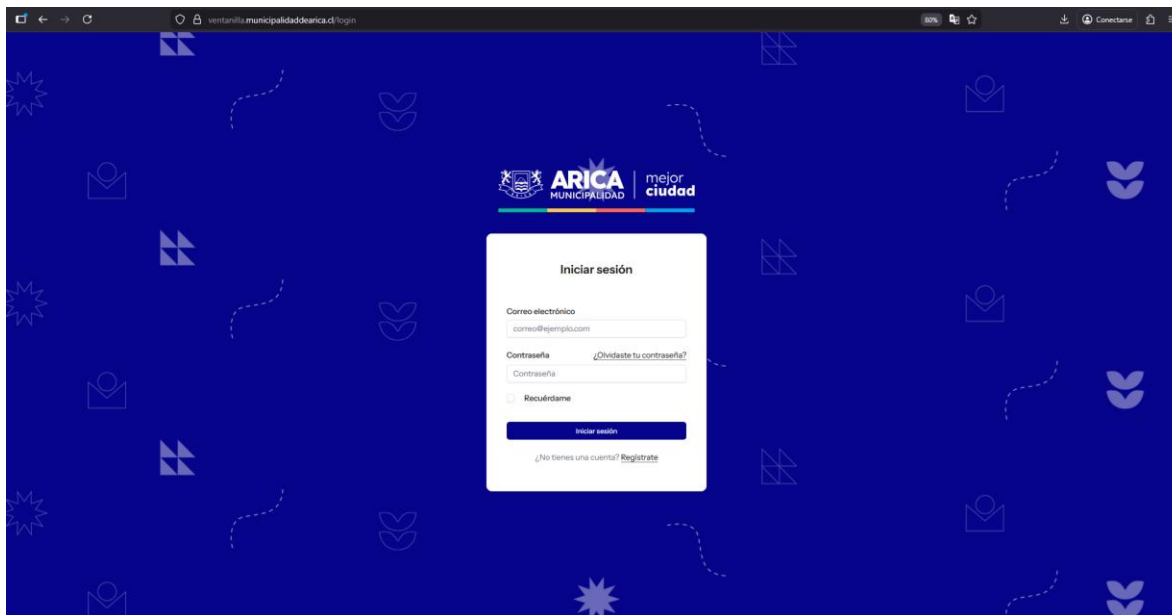 ventanilla.municipalidaddearica.cl/login
80%
Conectarse
ARICA
MUNICIPALIDAD
mejor
ciudad
Iniciar sesión
Correo electrónico
correo@ejemplo.com
Contraseña ¿Olvidaste tu contraseña?
Contraseña
Recuérdame
Iniciar sesión
¿No tienes una cuenta? Regístrate